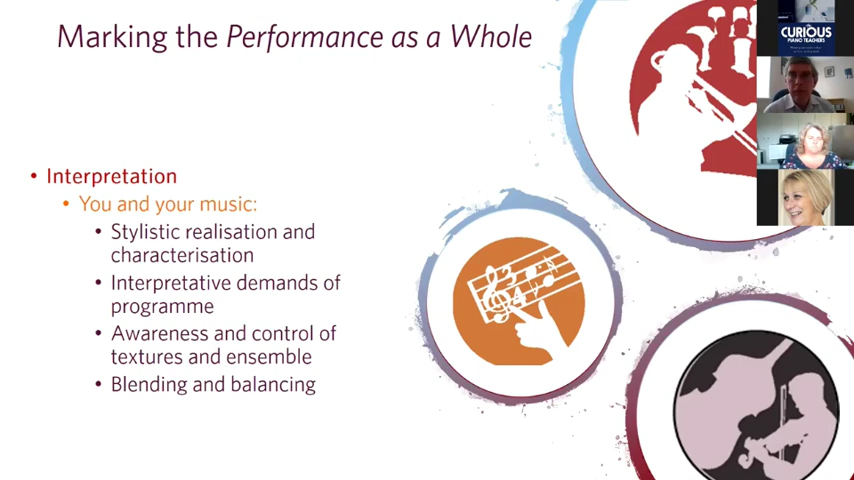 Marking the Performance as a Whole
• Interpretation
• You and your music:
• Stylistic realisation and
characterisation
• Interpretative demands of
programme
• Awareness and control of
textures and ensemble
• Blending and balancing
CURIOUS
PIANO TEACHERS